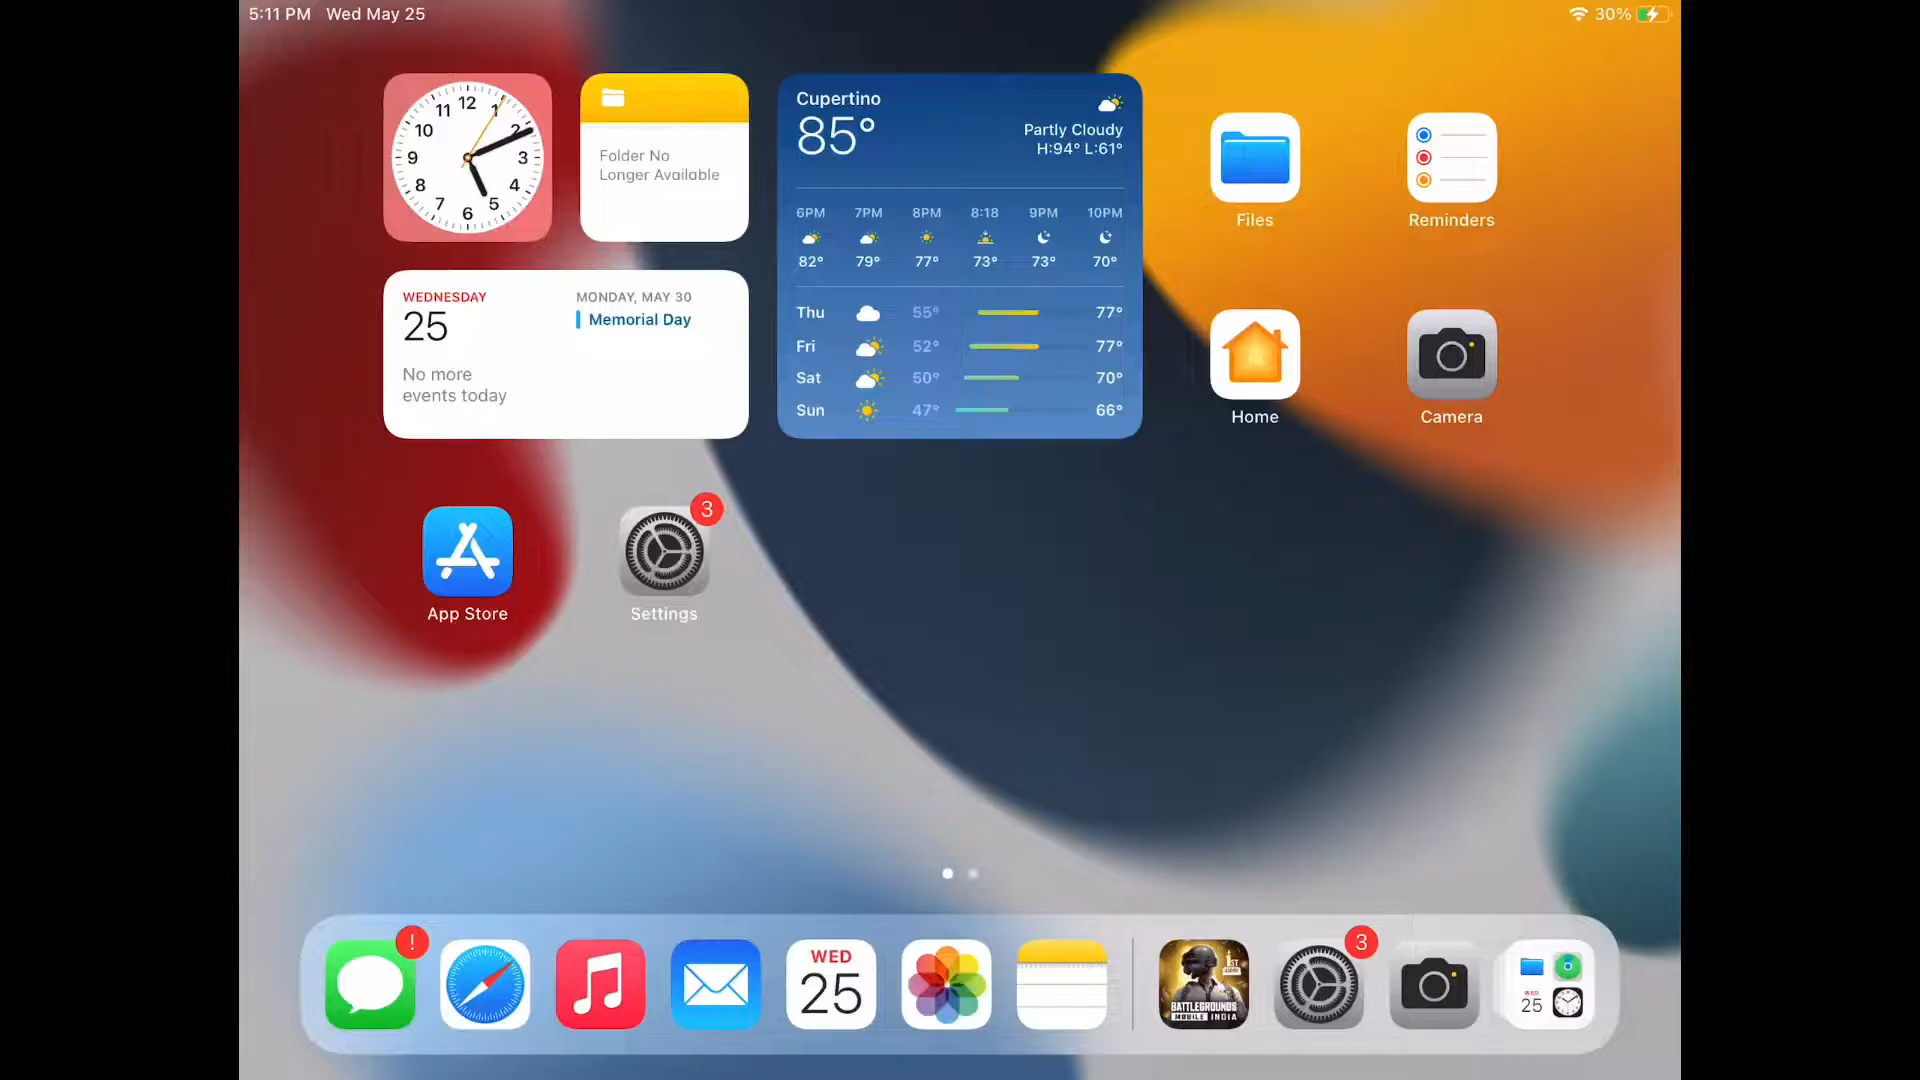 5:11 PM Wed May 25
30%
12
1
2
3
4
5
6
7
8
9
10
11
Folder No
Longer Available
WEDNESDAY
25
No more
events today
MONDAY, MAY 30
Memorial Day
Cupertino
85°
Partly Cloudy
H:94° L:61°
6PM 7PM 8PM 8:18 9PM 10PM
82° 79° 77° 73° 73° 70°
Thu 55° 77°
Fri 52° 77°
Sat 50° 70°
Sun 47° 66°
Files
Reminders
Home
Camera
App Store
3
Settings
!
WED
25
1ST
BATTLEGROUNDS
MOBILE INDIA
3
WED
25